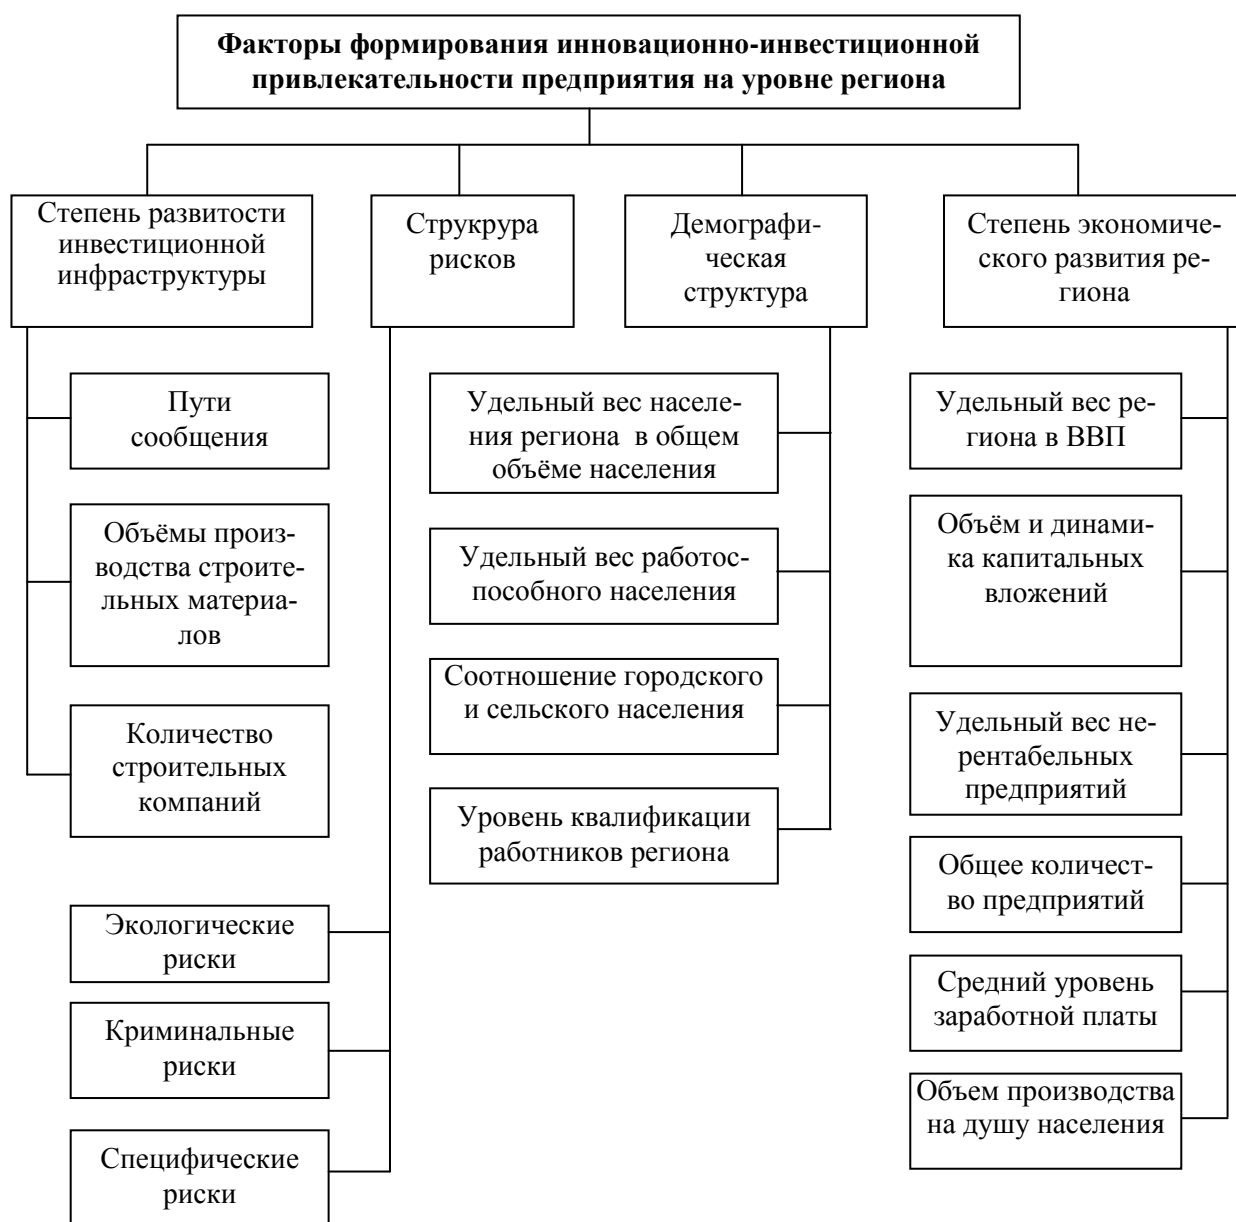 Факторы формирования инновационно-инвестиционной
привлекательности предприятия на уровне региона
Степень развитости
инвестиционной
инфраструктуры
Струкрура
рисков
Демографи-
ческая
структура
Степень экономиче-
ского развития ре-
гиона
Пути
сообщения
Объёмы произ-
водства строите-
льных материа-
лов
Количество
строительных
компаний
Экологические
риски
Криминальные
риски
Специфические
риски
Удельный вес населе-
ния региона в общем
объёме населения
Удельный вес работос-
пособного населения
Соотношение городского
и сельского населения
Уровень квалификации
работников региона
Удельный вес ре-
гиона в ВВП
Объём и динами-
ка капитальных
вложений
Удельный вес не-
рентабельных
предприятий
Общее количест-
во предприятий
Средний уровень
заработной платы
Объем производства
на душу населения